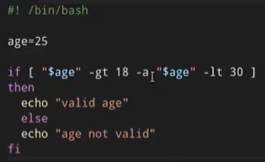 #! /bin/bash
age=25
if [ "$age" -gt 18 -a "$age" -lt 30 ]
then
  echo "valid age"
  else
  echo "age not valid"
fi